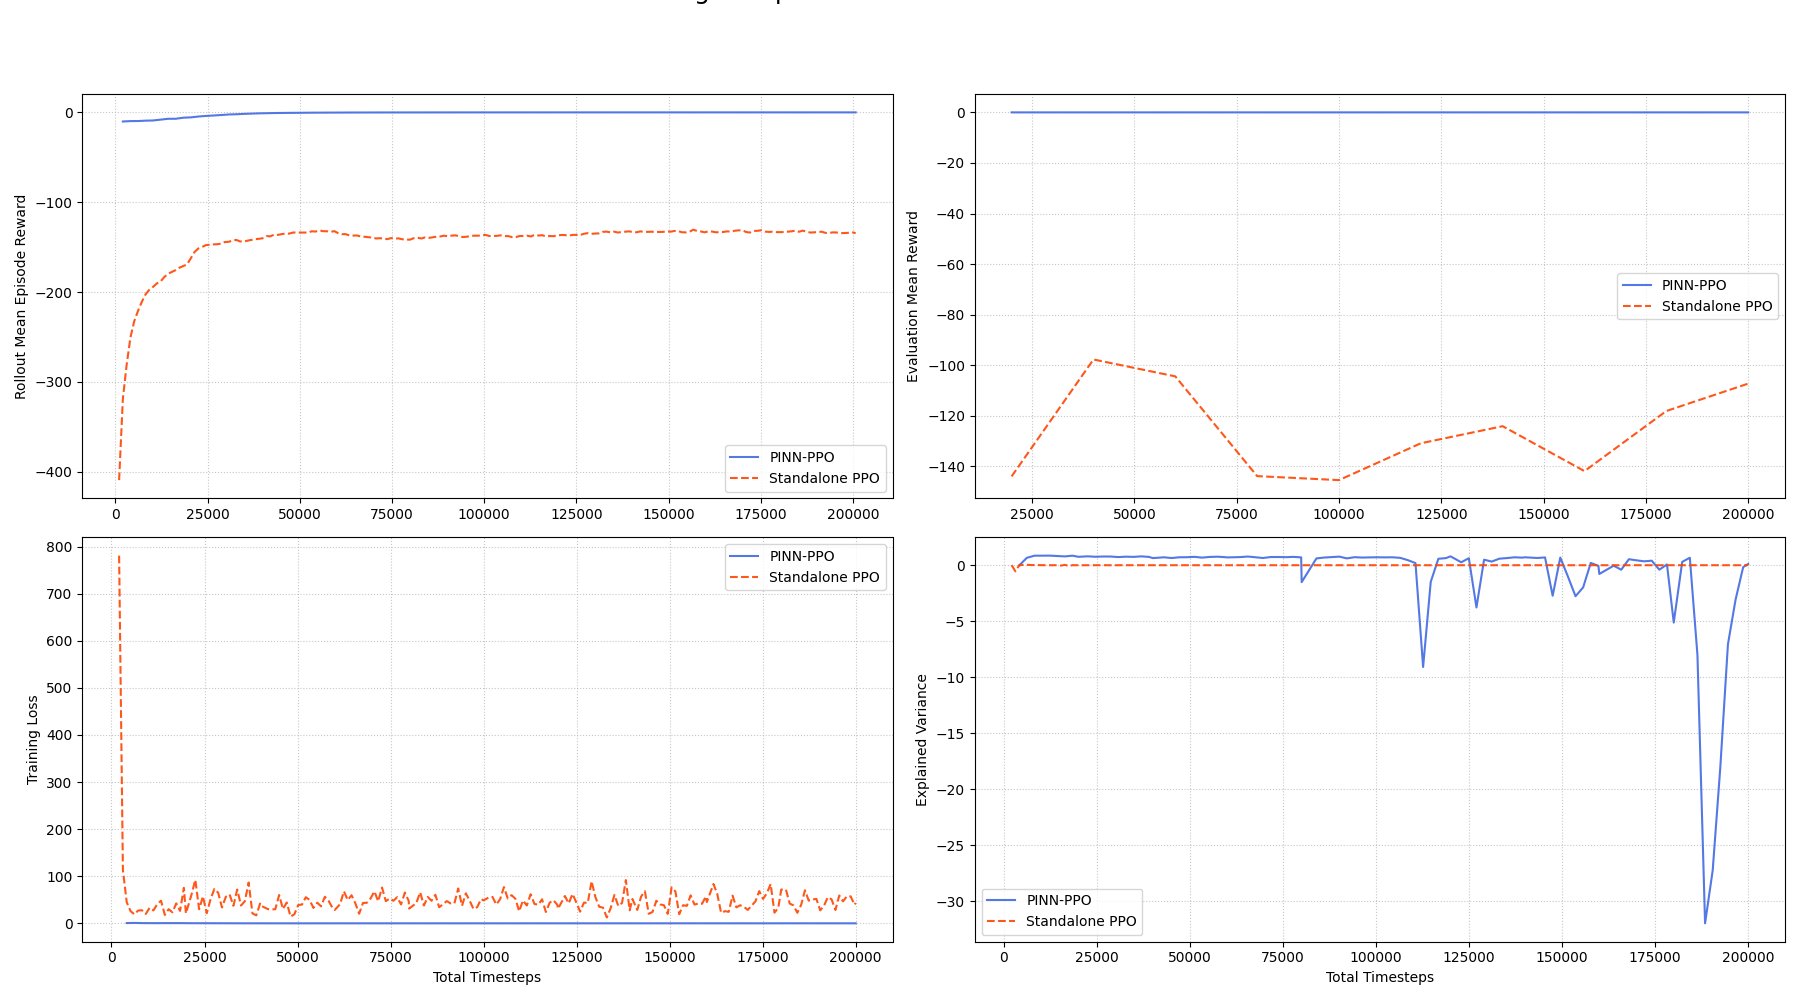 Rollout Mean Episode Reward
0
−100
−200
−300
−400
0 25000 50000 75000 100000 125000 150000 175000 200000
PINN-PPO
Standalone PPO
Evaluation Mean Reward
0
−20
−40
−60
−80
−100
−120
−140
25000 50000 75000 100000 125000 150000 175000 200000
PINN-PPO
Standalone PPO
Training Loss
800
700
600
500
400
300
200
100
0
0 25000 50000 75000 100000 125000 150000 175000 200000
Total Timesteps
PINN-PPO
Standalone PPO
Explained Variance
0
−5
−10
−15
−20
−25
−30
0 25000 50000 75000 100000 125000 150000 175000 200000
Total Timesteps
PINN-PPO
Standalone PPO